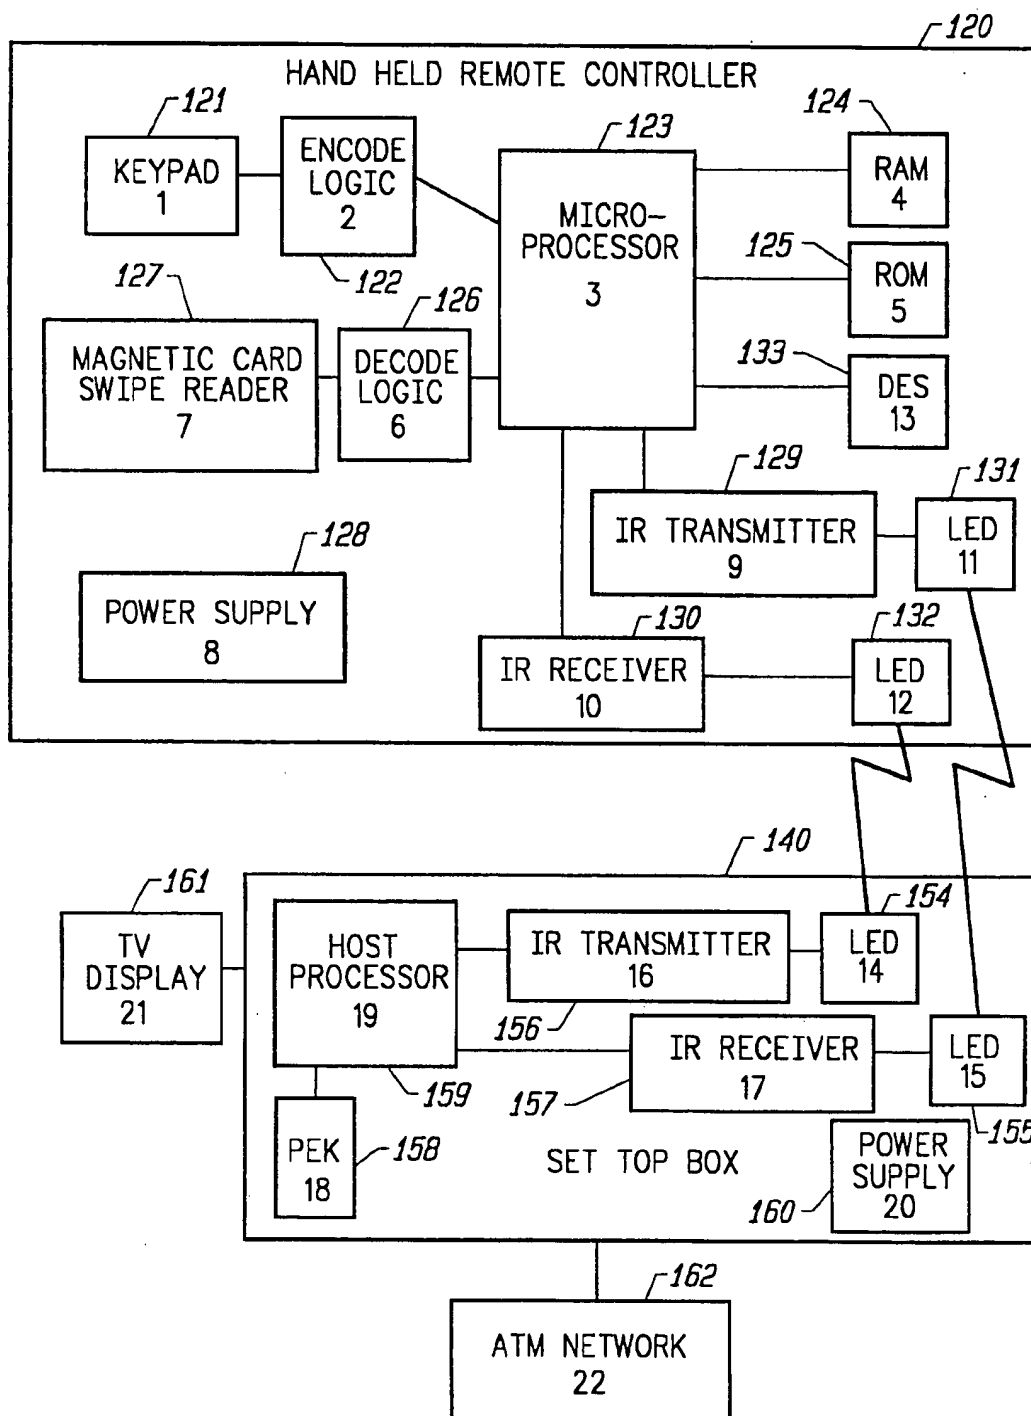 120
HAND HELD REMOTE CONTROLLER
121
KEYPAD
1
ENCODE
LOGIC
2
122
123
MICRO-
PROCESSOR
3
124
RAM
4
125
ROM
5
127
MAGNETIC CARD
SWIPE READER
7
126
DECODE
LOGIC
6
133
DES
13
129
IR TRANSMITTER
9
131
LED
11
128
POWER SUPPLY
8
130
IR RECEIVER
10
132
LED
12
140
161
TV
DISPLAY
21
HOST
PROCESSOR
19
159
IR TRANSMITTER
16
156
154
LED
14
IR RECEIVER
17
157
LED
15
155
PEK
18
158
SET TOP BOX
POWER
SUPPLY
20
160
162
ATM NETWORK
22